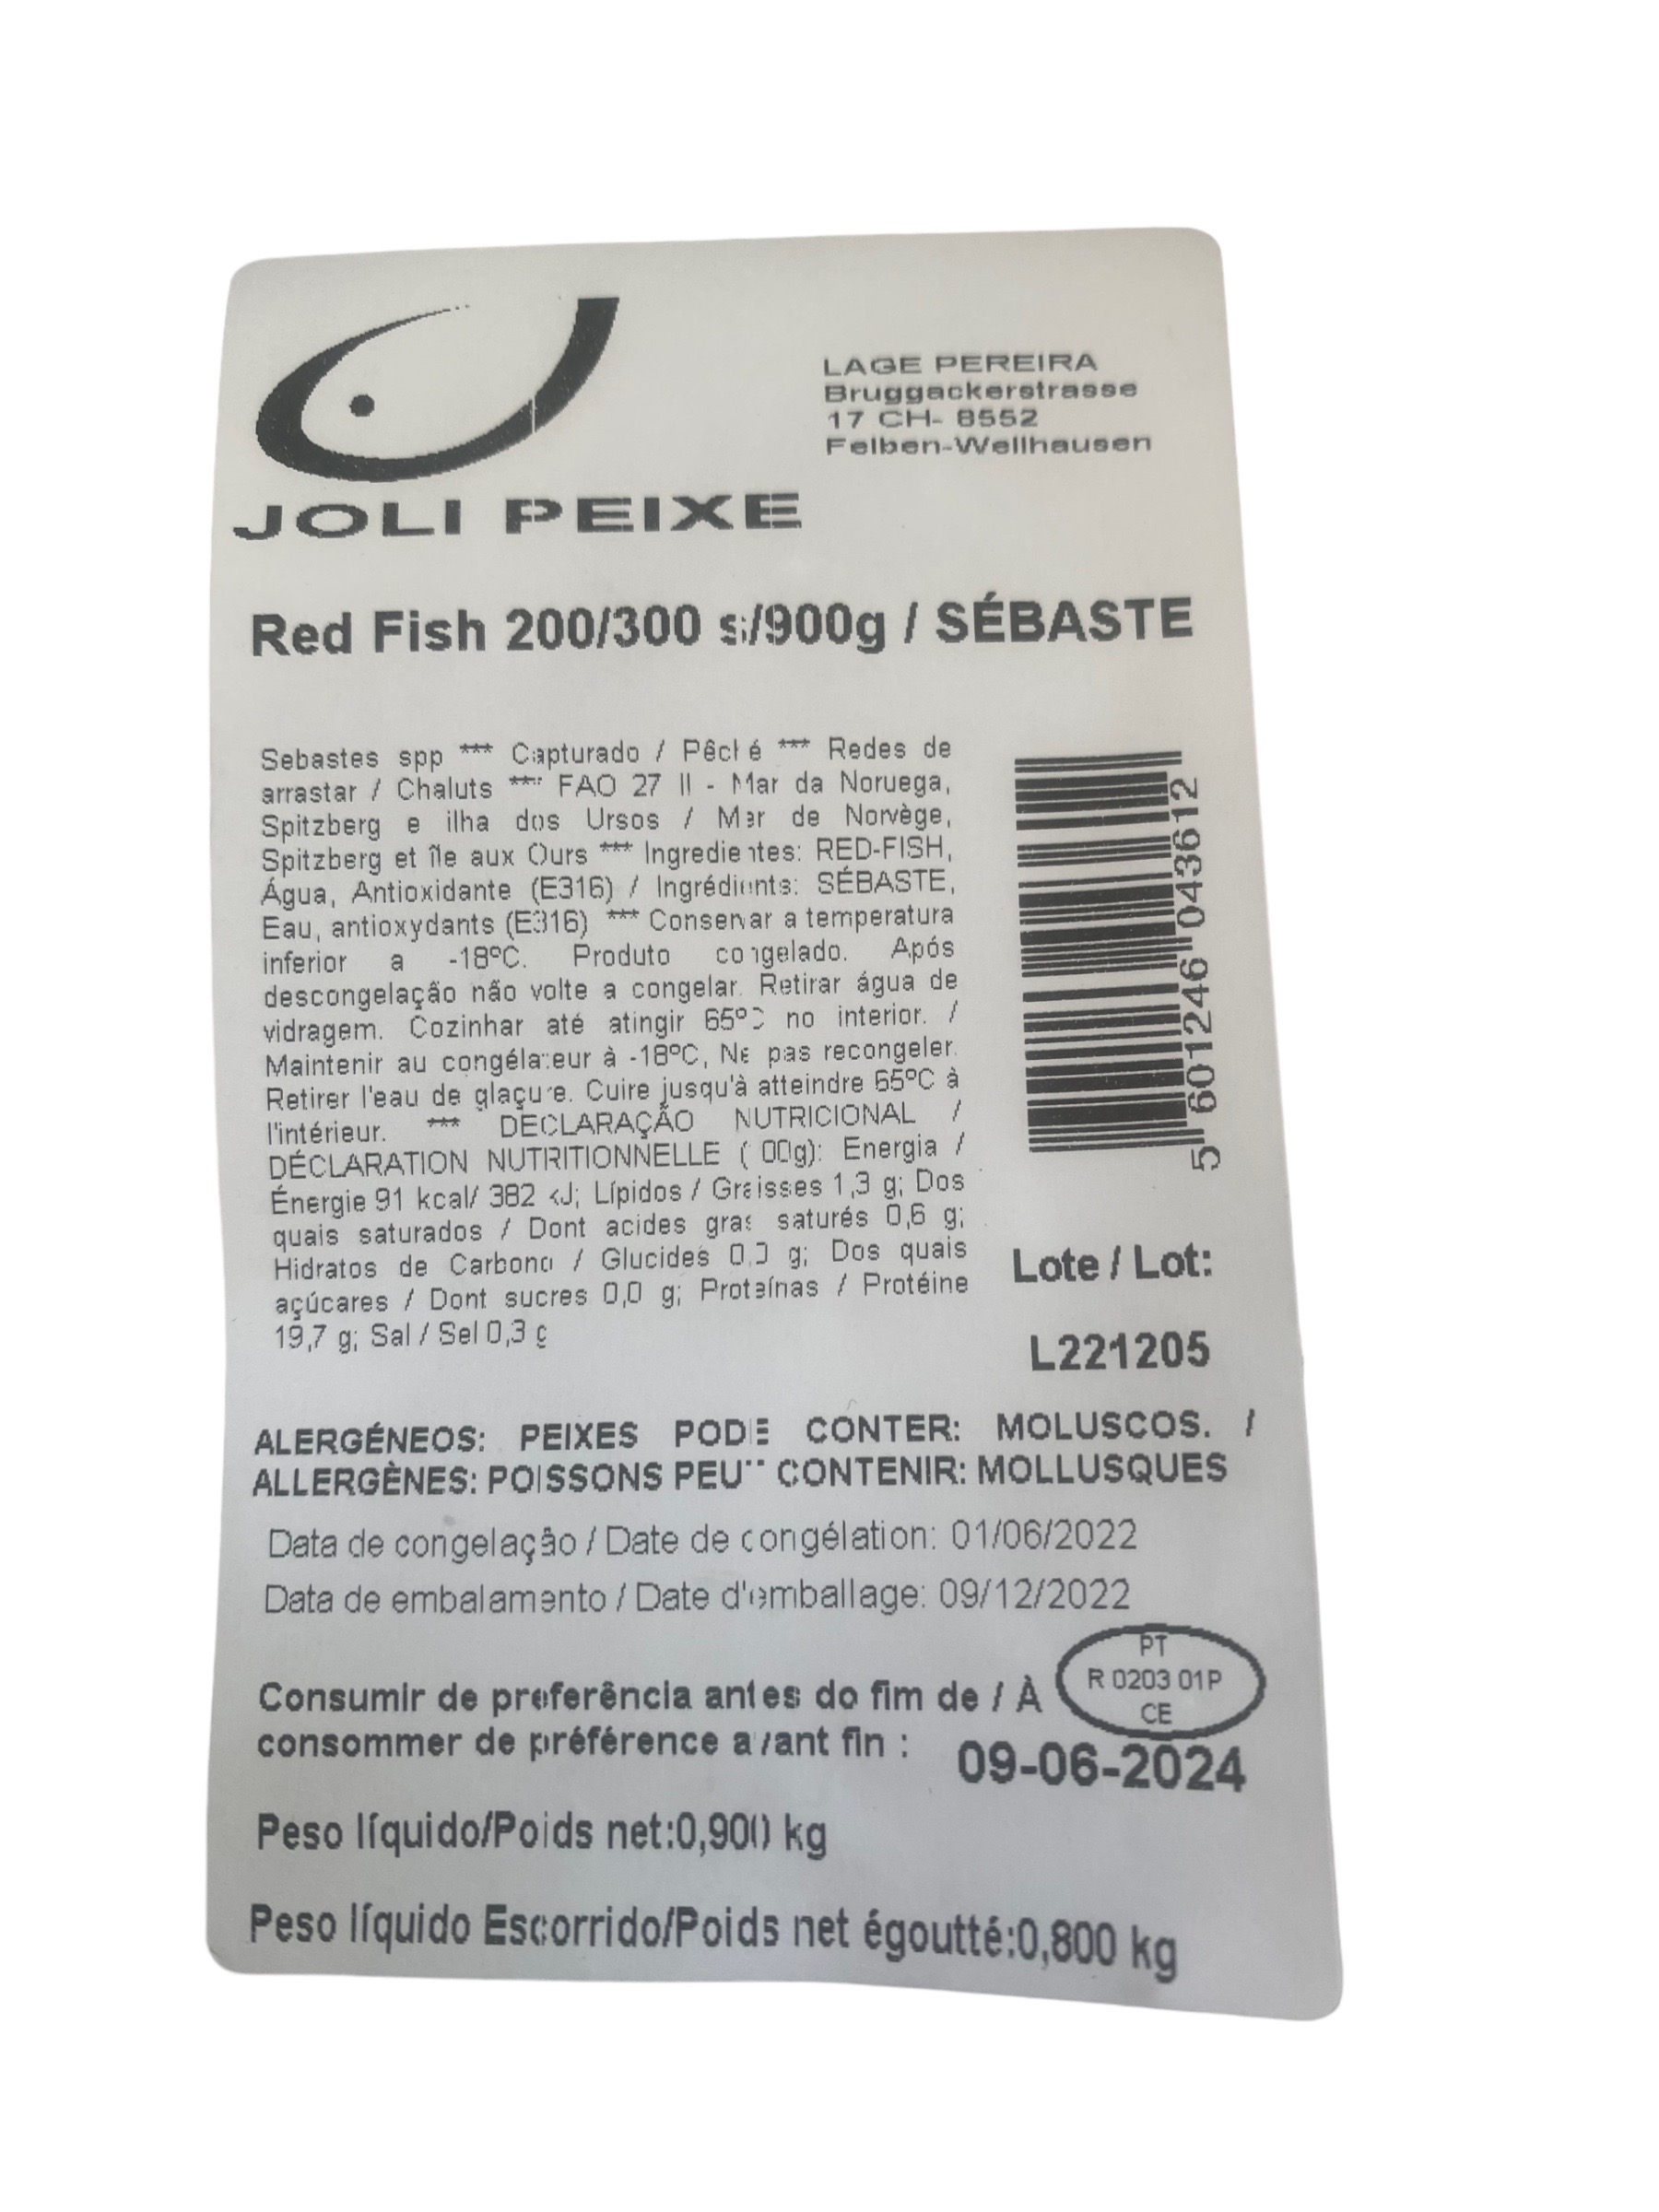 LAGE PEREIRA
Bruggackerstrasse
17 CH- 8552
Felben-Wellhausen
JOLI PEIXE
Red Fish 200/300 s/900g / SÉBASTE
Sebastes spp *** Capturado / Pêché *** Redes de
arrastar / Chaluts *** FAO 27 II - Mar da Noruega,
Spitzberg e ilha dos Ursos / Mer de Norvège,
Spitzberg et île aux Ours *** Ingredientes: RED-FISH,
Água, Antioxidante (E316) / Ingrédients: SÉBASTE,
Eau, antioxydants (E316) *** Conservar a temperatura
inferior a -18ºC. Produto congelado. Após
descongelação não volte a congelar. Retirar água de
vidragem. Cozinhar até atingir 65ºC no interior. /
Maintenir au congélateur à -18ºC, Ne pas recongeler.
Retirer l'eau de glaçure. Cuire jusqu'à atteindre 65ºC à
l'intérieur. *** DECLARAÇÃO NUTRICIONAL /
DÉCLARATION NUTRITIONNELLE (100g): Energia /
Énergie 91 kcal/ 382 kJ; Lípidos / Graisses 1,3 g; Dos
quais saturados / Dont acides gras saturés 0,6 g;
Hidratos de Carbono / Glucides 0,0 g; Dos quais
açúcares / Dont sucres 0,0 g; Proteínas / Protéine
19,7 g; Sal / Sel 0,3 g
5 601246 043612
Lote / Lot:
L221205
ALERGÉNEOS: PEIXES PODE CONTER: MOLUSCOS. /
ALLERGÈNES: POISSONS PEUT CONTENIR: MOLLUSQUES
Data de congelação / Date de congélation: 01/06/2022
Data de embalamento / Date d'emballage: 09/12/2022
PT
R 0203 01P
CE
Consumir de preferência antes do fim de / À
consommer de préférence avant fin :
09-06-2024
Peso líquido/Poids net:0,900 kg
Peso líquido Escorrido/Poids net égoutté:0,800 kg